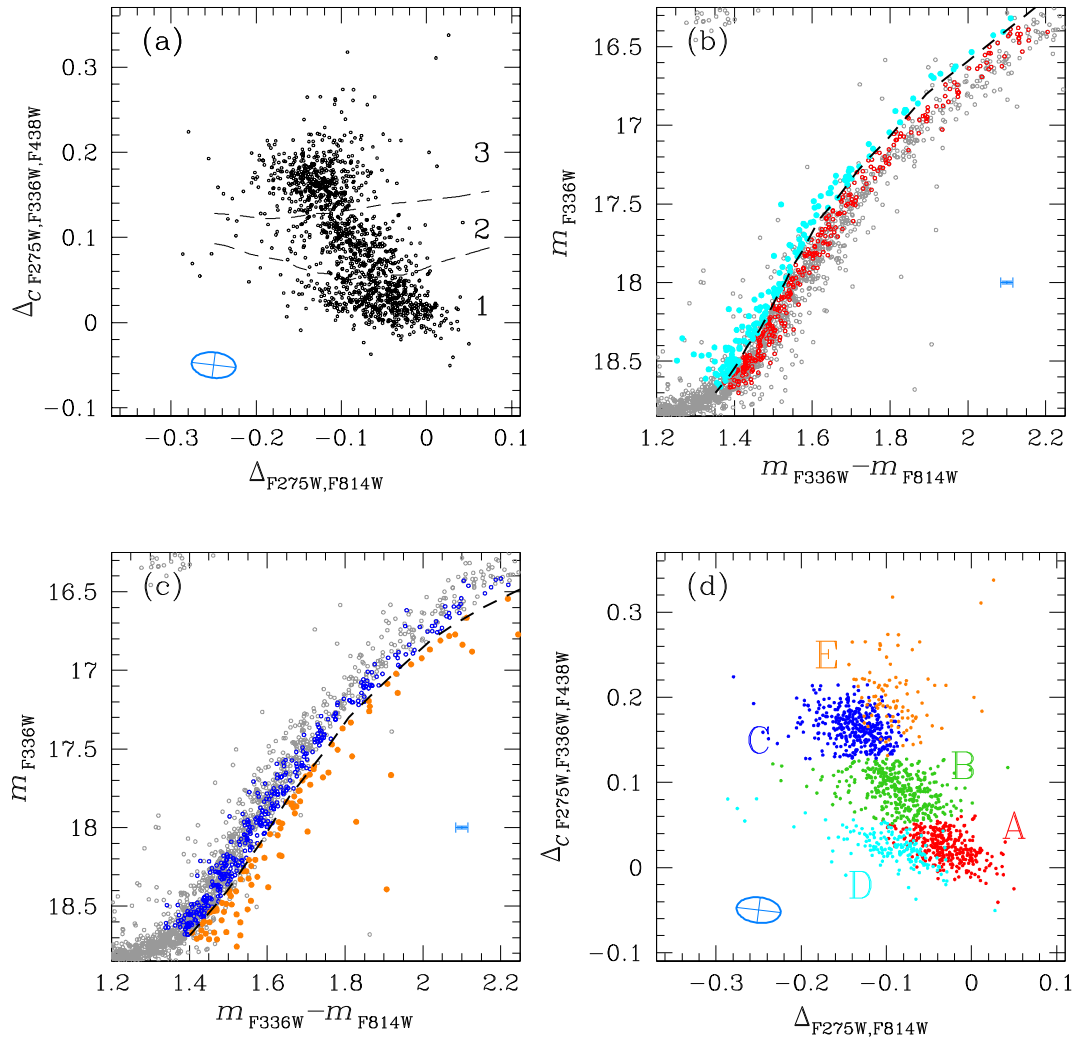 (a)
0.3
0.2
0.1
0
−0.1
3
2
1
−0.3
−0.2
−0.1
0
0.1
Δ_C F275W,F336W,F438W
Δ_F275W,F814W
(b)
16.5
17
17.5
18
18.5
1.2
1.4
1.6
1.8
2
2.2
m_F336W
m_F336W−m_F814W
(c)
16.5
17
17.5
18
18.5
1.2
1.4
1.6
1.8
2
2.2
m_F336W
m_F336W−m_F814W
(d)
0.3
0.2
0.1
0
−0.1
E
C
B
A
D
−0.3
−0.2
−0.1
0
0.1
Δ_C F275W,F336W,F438W
Δ_F275W,F814W